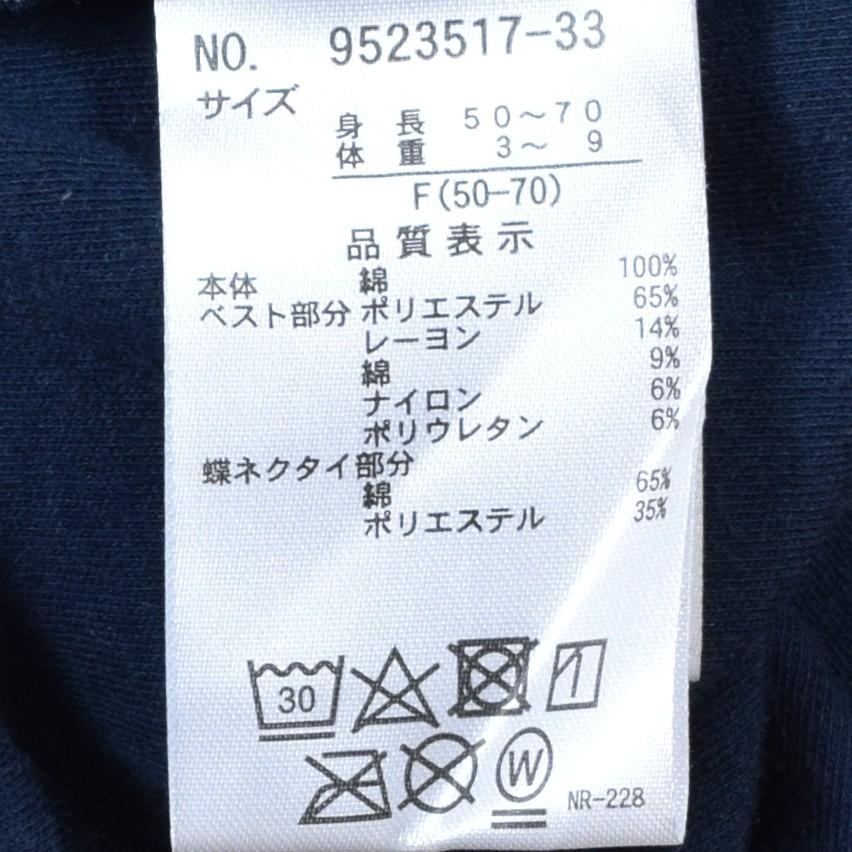 NO. 9523517-33
サイズ
身長 50～70
体重 3～ 9
F(50-70)
品質表示
本体 綿 100%
ベスト部分 ポリエステル 65%
レーヨン 14%
綿 9%
ナイロン 6%
ポリウレタン 6%
蝶ネクタイ部分
綿 65%
ポリエステル 35%
30
W
NR-228